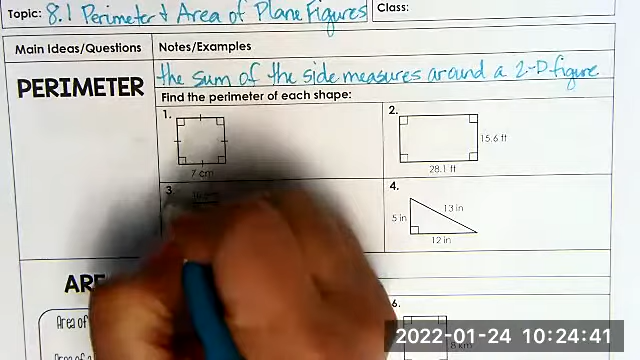 Topic: 8.1 Perimeter & Area of Plane Figures
Class:
Main Ideas/Questions
Notes/Examples
PERIMETER
the sum of the side measures around a 2-D figure
Find the perimeter of each shape:
1.
7 cm
2.
15.6 ft
28.1 ft
3.
4.
5 in
13 in
12 in
ARE
Area of
6.
8 km
2022-01-24 10:24:41